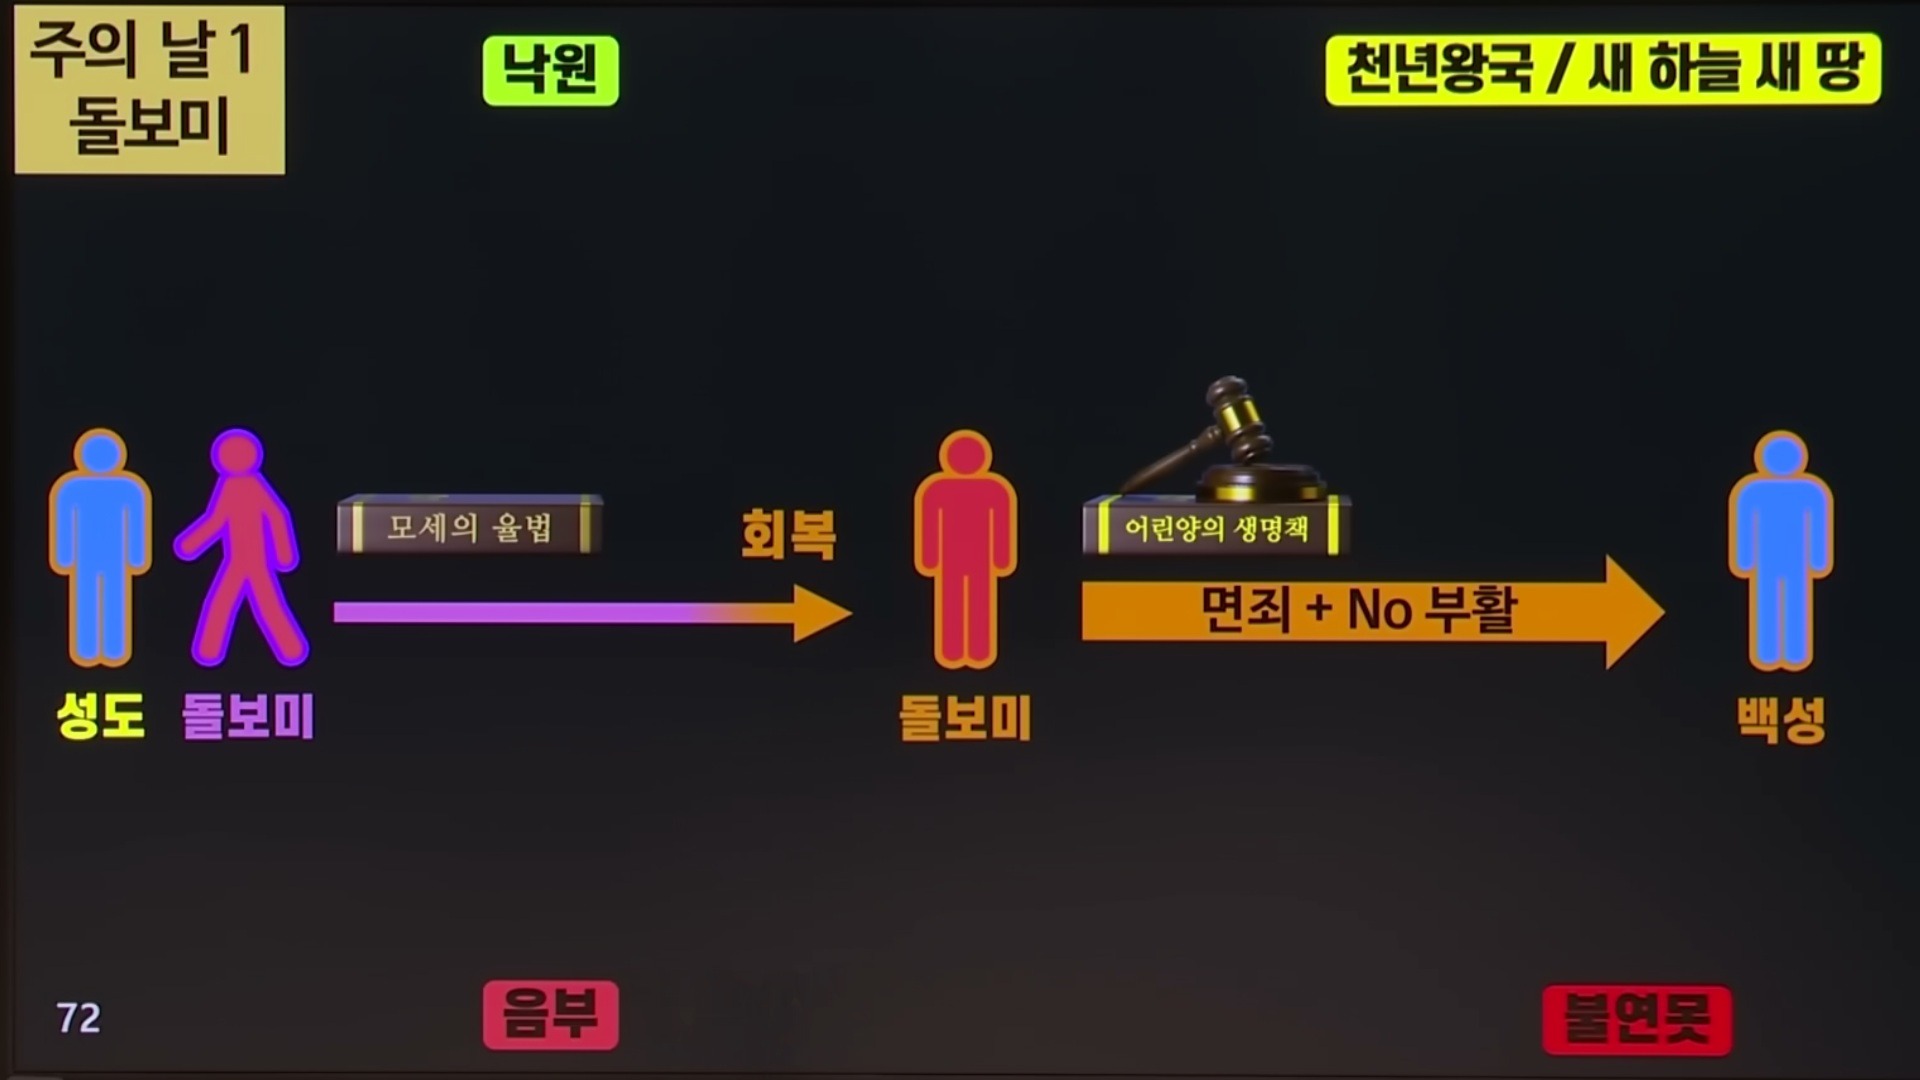 주의 날 1
돌보미
낙원
천년왕국 / 새 하늘 새 땅
모세의 율법
회복
어린양의 생명책
면죄 + No 부활
성도
돌보미
돌보미
백성
72
음부
불연못